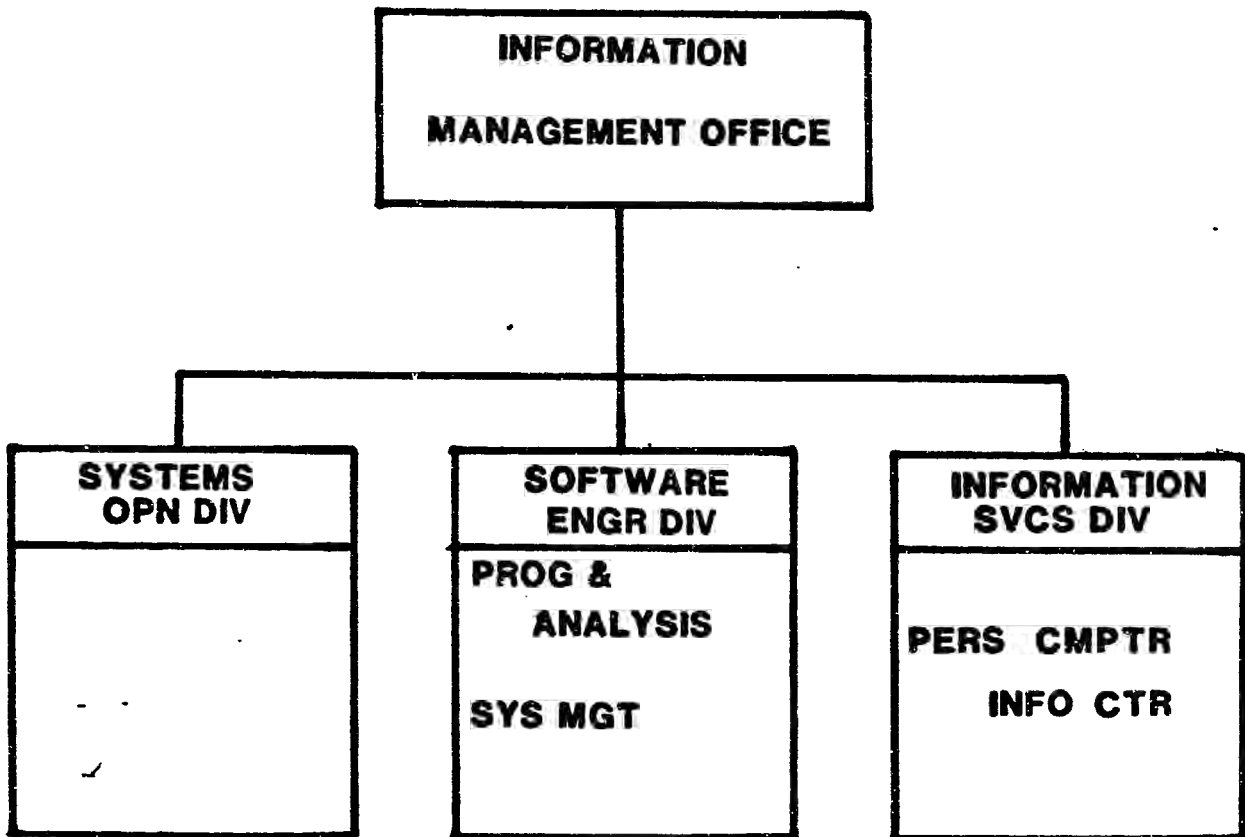 INFORMATION
MANAGEMENT OFFICE
SYSTEMS
OPN DIV
SOFTWARE
ENGR DIV
PROG &
ANALYSIS
SYS MGT
INFORMATION
SVCS DIV
PERS CMPTR
INFO CTR